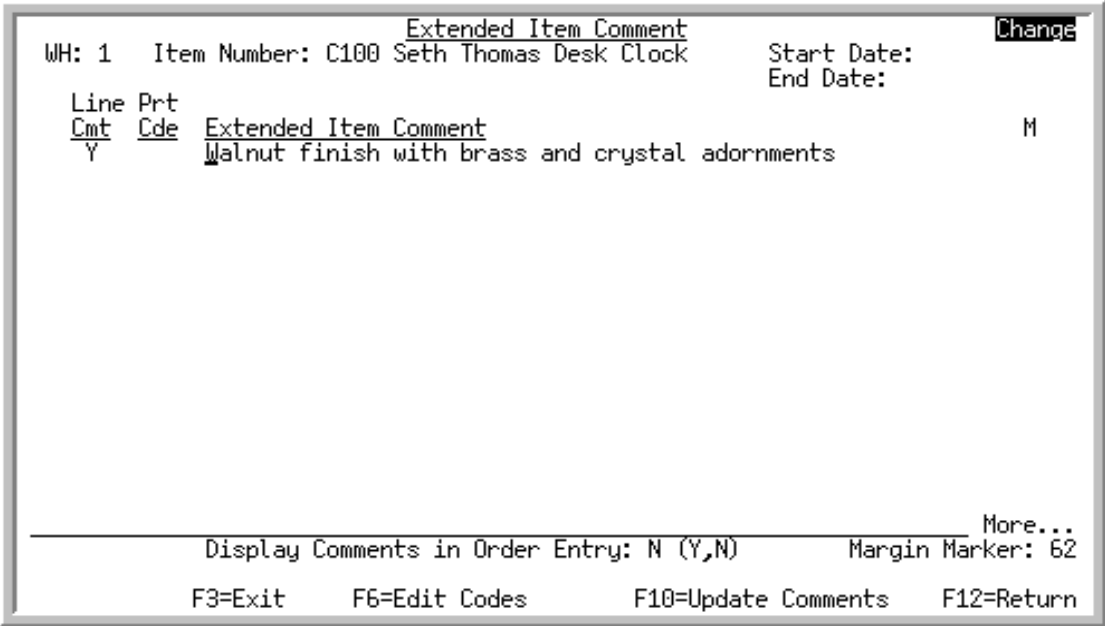 Extended Item Comment Change
WH: 1 Item Number: C100 Seth Thomas Desk Clock Start Date:
End Date:
Line Prt
Cmt Cde Extended Item Comment M
Y Walnut finish with brass and crystal adornments
More...
Display Comments in Order Entry: N (Y,N) Margin Marker: 62
F3=Exit F6=Edit Codes F10=Update Comments F12=Return